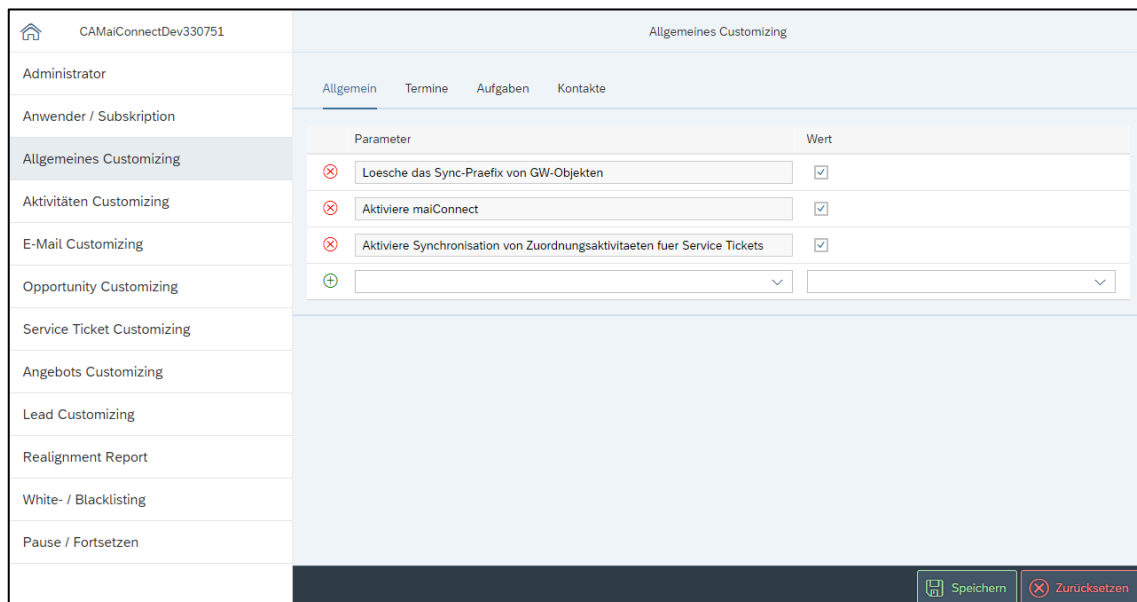 CAMaiConnectDev330751
Administrator
Anwender / Subskription
Allgemeines Customizing
Aktivitäten Customizing
E-Mail Customizing
Opportunity Customizing
Service Ticket Customizing
Angebots Customizing
Lead Customizing
Realignment Report
White- / Blacklisting
Pause / Fortsetzen
Allgemeines Customizing
Allgemein Termine Aufgaben Kontakte
Parameter Wert
Loesche das Sync-Praefix von GW-Objekten
Aktiviere maiConnect
Aktiviere Synchronisation von Zuordnungsaktivitaeten fuer Service Tickets
Speichern Zurücksetzen